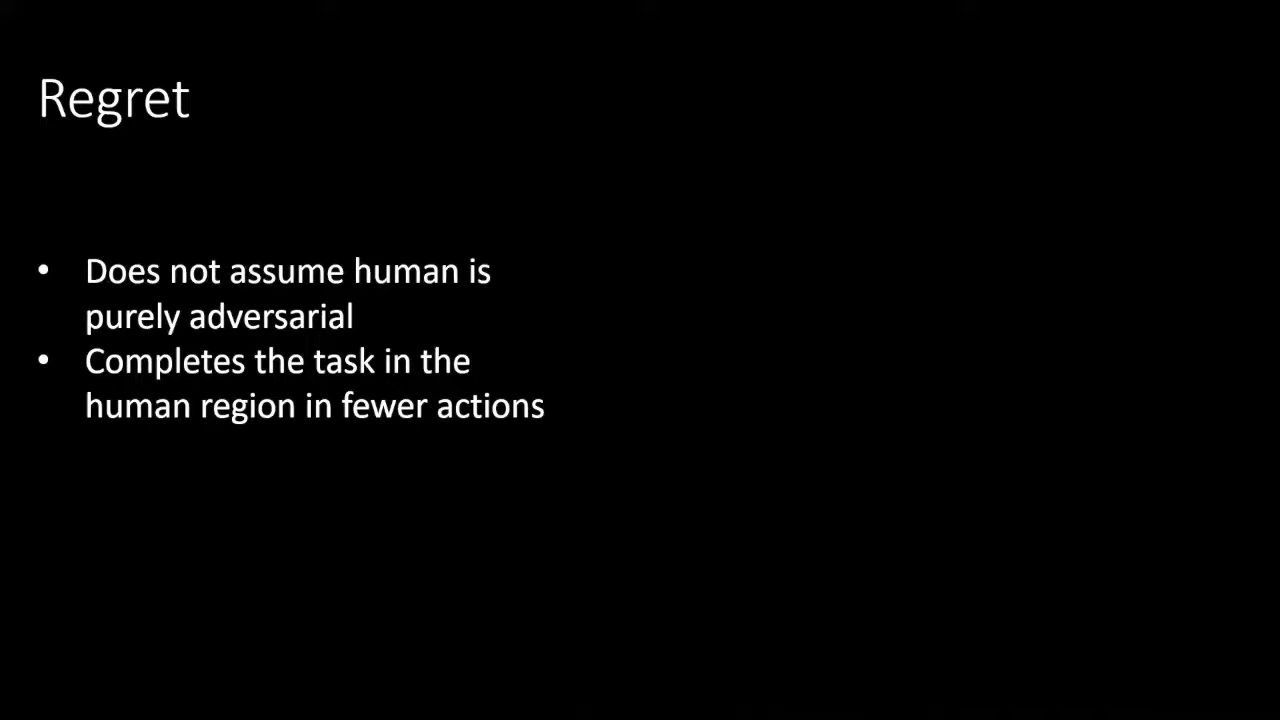 Regret
• Does not assume human is
purely adversarial
• Completes the task in the
human region in fewer actions